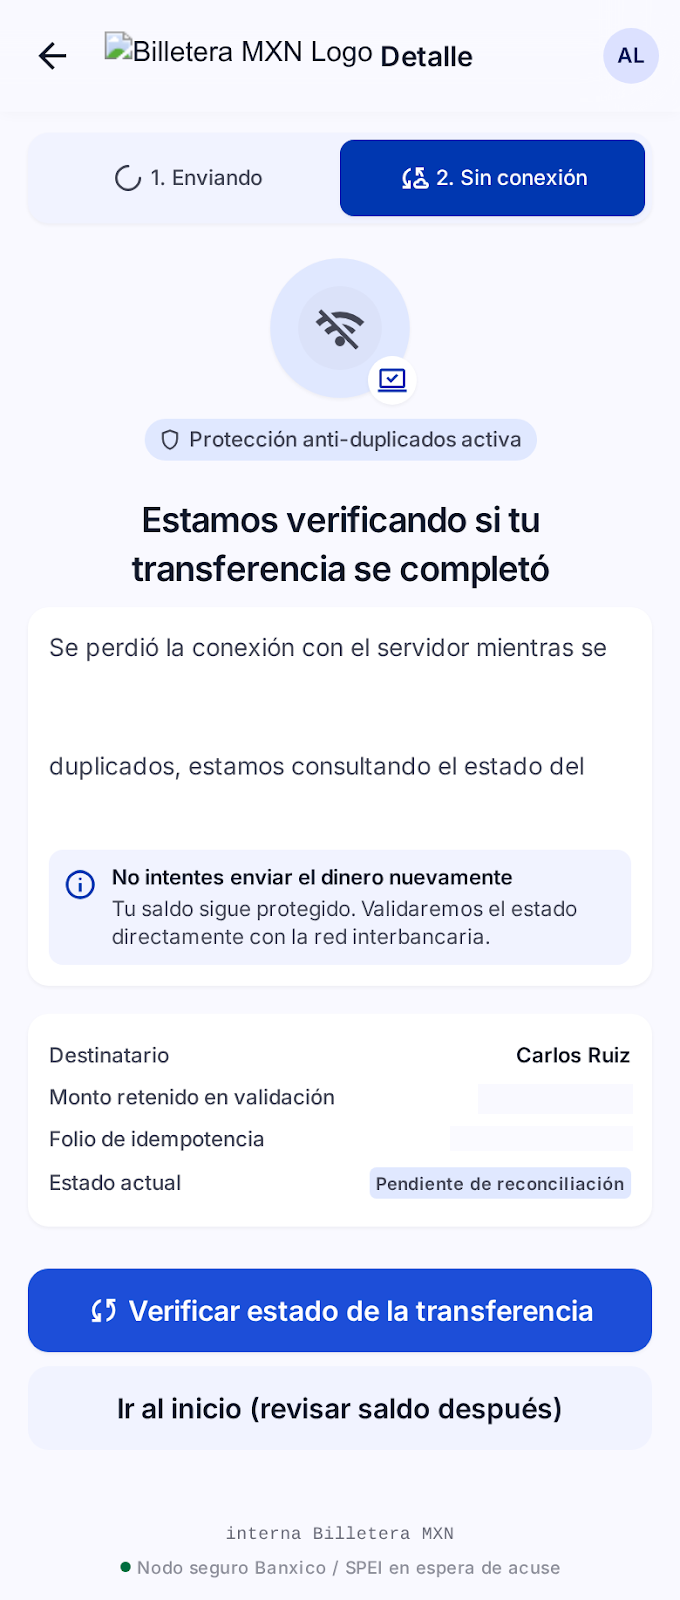 Billetera MXN Logo Detalle
AL
1. Enviando
2. Sin conexión
Protección anti-duplicados activa
Estamos verificando si tu
transferencia se completó
Se perdió la conexión con el servidor mientras se
duplicados, estamos consultando el estado del
No intentes enviar el dinero nuevamente
Tu saldo sigue protegido. Validaremos el estado
directamente con la red interbancaria.
Destinatario Carlos Ruiz
Monto retenido en validación
Folio de idempotencia
Estado actual Pendiente de reconciliación
Verificar estado de la transferencia
Ir al inicio (revisar saldo después)
interna Billetera MXN
Nodo seguro Banxico / SPEI en espera de acuse